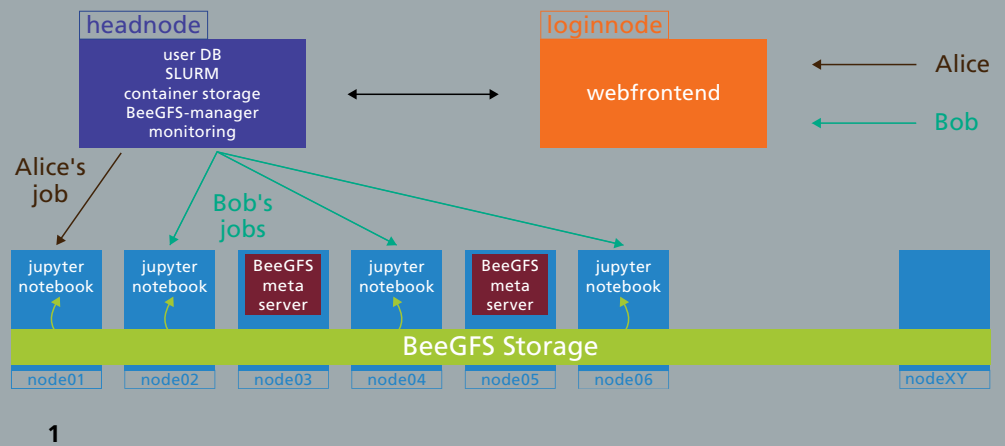 headnode
user DB
SLURM
container storage
BeeGFS-manager
monitoring
loginnode
webfrontend
Alice
Bob
Alice's
job
Bob's
jobs
jupyter
notebook
jupyter
notebook
BeeGFS
meta
server
jupyter
notebook
BeeGFS
meta
server
jupyter
notebook
BeeGFS Storage
node01
node02
node03
node04
node05
node06
nodeXY
1